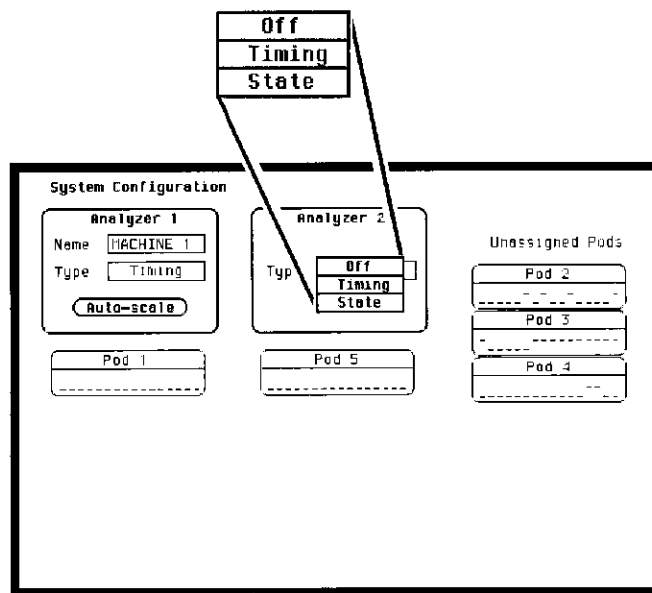 Off
Timing
State
System Configuration
Analyzer 1
Name MACHINE 1
Type Timing
Auto-scale
Analyzer 2
Typ
Off
Timing
State
Unassigned Pods
Pod 2
Pod 3
Pod 4
Pod 1
Pod 5